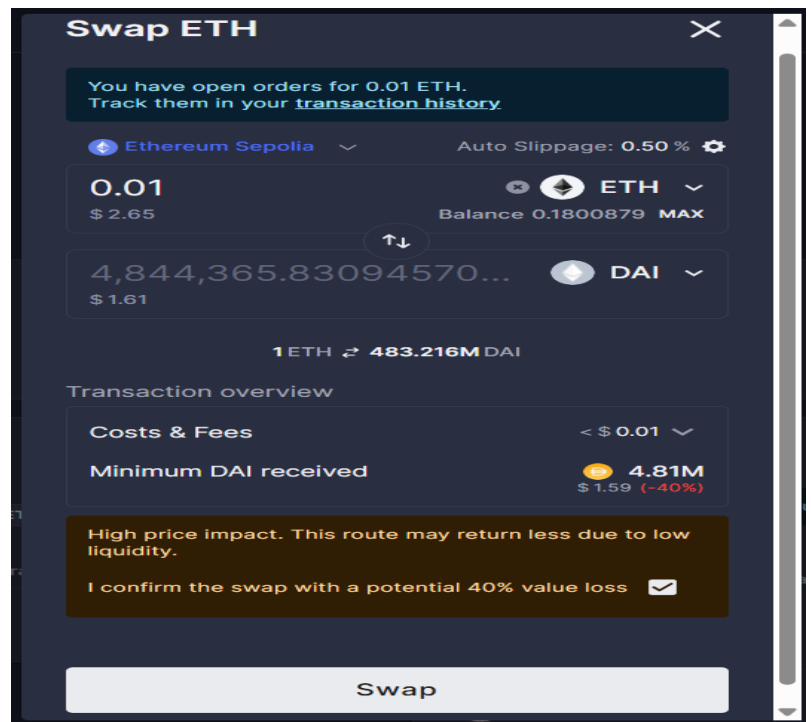 Swap ETH
You have open orders for 0.01 ETH.
Track them in your transaction history
Ethereum Sepolia Auto Slippage: 0.50 %
0.01 ETH
$ 2.65 Balance 0.1800879 MAX
4,844,365.83094570... DAI
$ 1.61
1 ETH ⇄ 483.216M DAI
Transaction overview
Costs & Fees < $ 0.01
Minimum DAI received 4.81M
$ 1.59 (-40%)
High price impact. This route may return less due to low
liquidity.
I confirm the swap with a potential 40% value loss
Swap